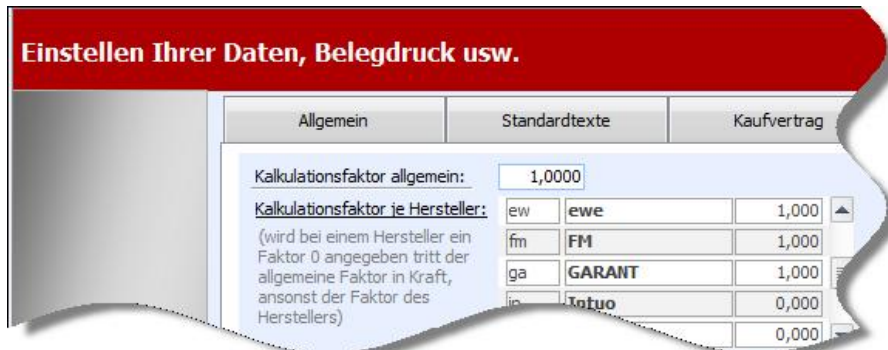 Einstellen Ihrer Daten, Belegdruck usw.
Allgemein Standardtexte Kaufvertrag
Kalkulationsfaktor allgemein: 1,0000
Kalkulationsfaktor je Hersteller: ew ewe 1,000
(wird bei einem Hersteller ein fm FM 1,000
Faktor 0 angegeben tritt der
allgemeine Faktor in Kraft, ga GARANT 1,000
ansonst der Faktor des 0,000
Herstellers) 0,000